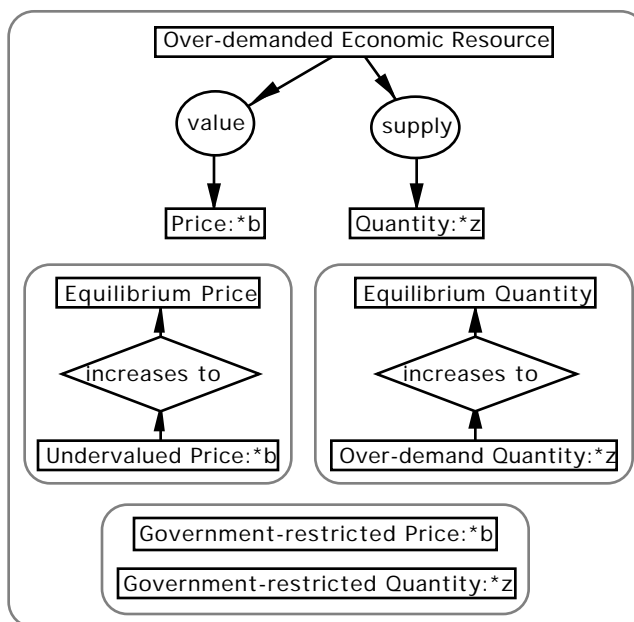 Over-demanded Economic Resource
value
supply
Price:*b
Quantity:*z
Equilibrium Price
increases to
Undervalued Price:*b
Equilibrium Quantity
increases to
Over-demand Quantity:*z
Government-restricted Price:*b
Government-restricted Quantity:*z